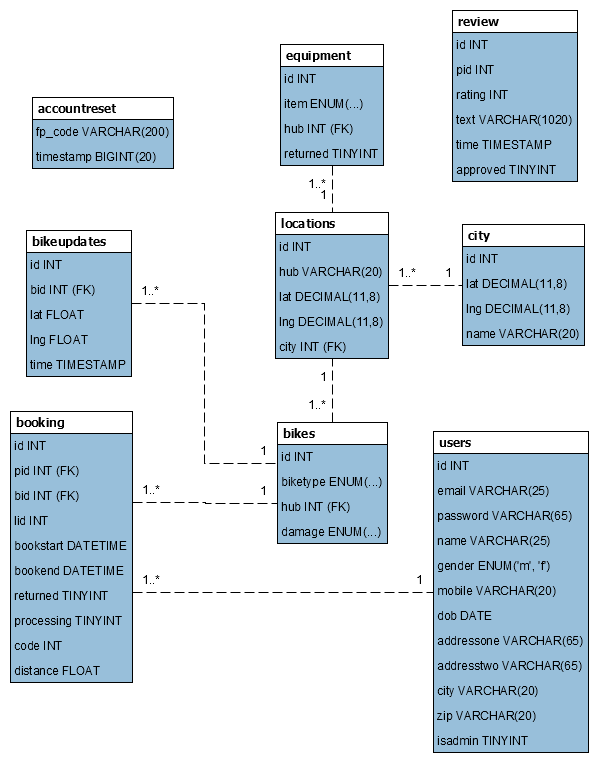 review
id INT
pid INT
rating INT
text VARCHAR(1020)
time TIMESTAMP
approved TINYINT
equipment
id INT
item ENUM(...)
hub INT (FK)
returned TINYINT
accountreset
fp_code VARCHAR(200)
timestamp BIGINT(20)
1..*
1
locations
id INT
hub VARCHAR(20)
lat DECIMAL(11,8)
lng DECIMAL(11,8)
city INT (FK)
1..*
1
city
id INT
lat DECIMAL(11,8)
lng DECIMAL(11,8)
name VARCHAR(20)
bikeupdates
id INT
bid INT (FK)
lat FLOAT
lng FLOAT
time TIMESTAMP
1..*
1
1
1..*
bikes
id INT
biketype ENUM(...)
hub INT (FK)
damage ENUM(...)
booking
id INT
pid INT (FK)
bid INT (FK)
lid INT
bookstart DATETIME
bookend DATETIME
returned TINYINT
processing TINYINT
code INT
distance FLOAT
1..*
1
1..*
1
users
id INT
email VARCHAR(25)
password VARCHAR(65)
name VARCHAR(25)
gender ENUM('m', 'f')
mobile VARCHAR(20)
dob DATE
addressone VARCHAR(65)
addresstwo VARCHAR(65)
city VARCHAR(20)
zip VARCHAR(20)
isadmin TINYINT